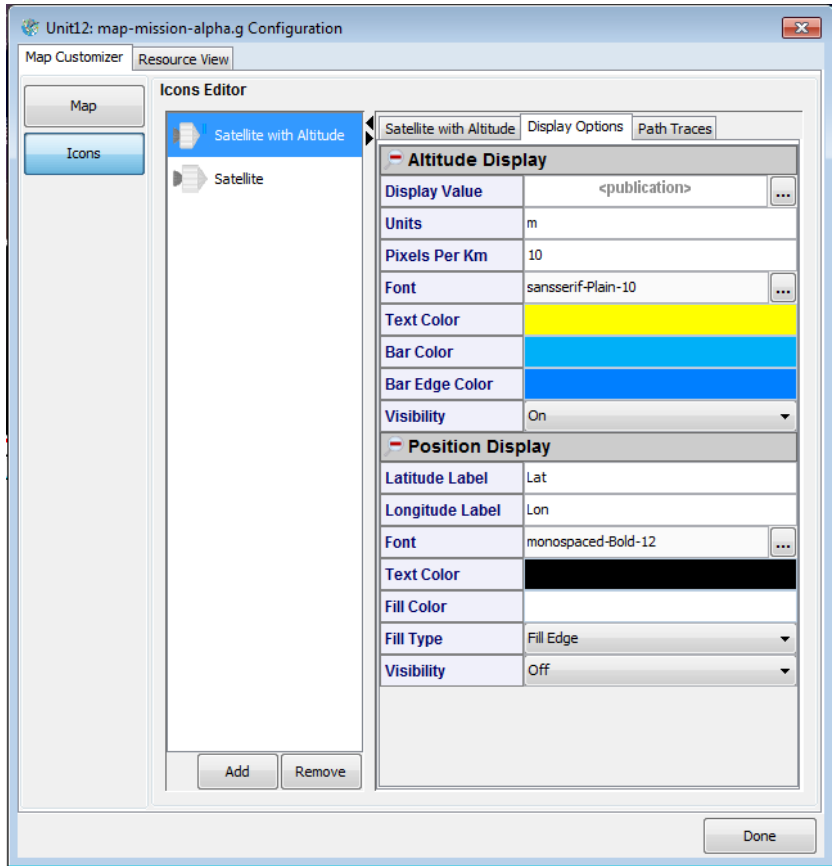 Unit12: map-mission-alpha.g Configuration
Map Customizer Resource View
Map
Icons
Icons Editor
Satellite with Altitude
Satellite
Satellite with Altitude Display Options Path Traces
Altitude Display
Display Value <publication> ...
Units m
Pixels Per Km 10
Font sansserif-Plain-10 ...
Text Color
Bar Color
Bar Edge Color
Visibility On
Position Display
Latitude Label Lat
Longitude Label Lon
Font monospaced-Bold-12 ...
Text Color
Fill Color
Fill Type Fill Edge
Visibility Off
Add Remove
Done